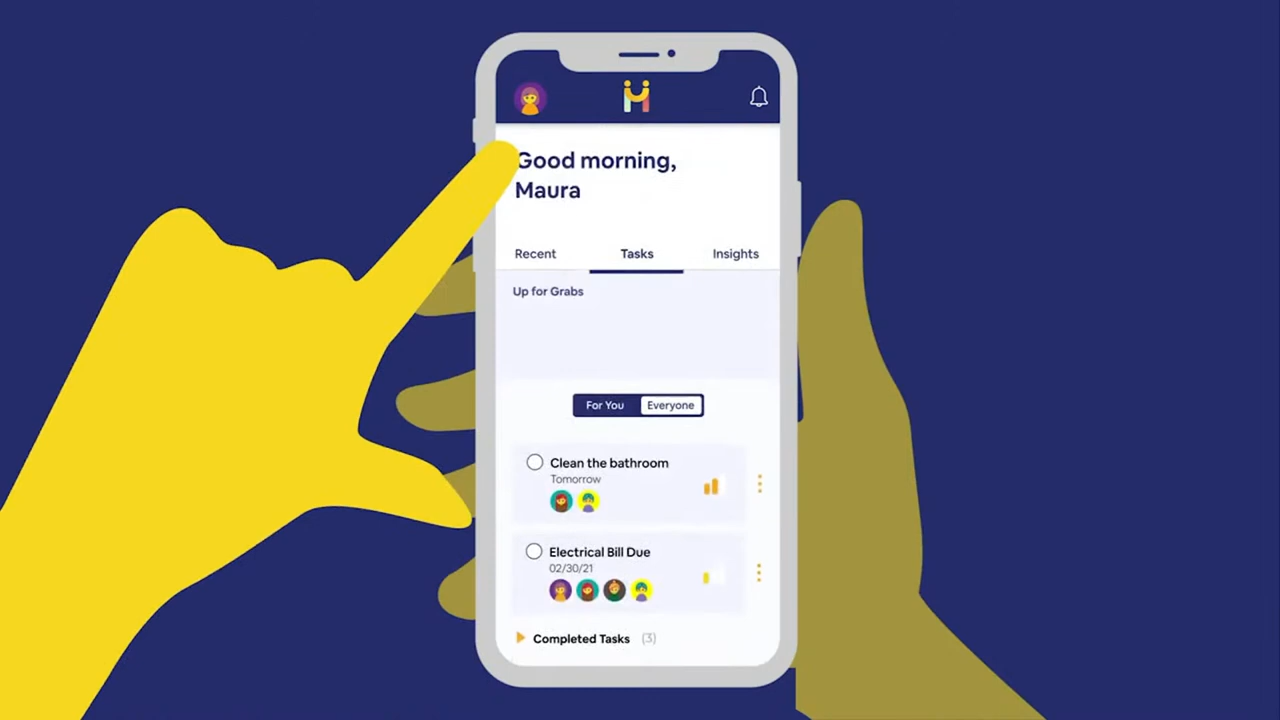 Good morning,
Maura
Recent Tasks Insights
Up for Grabs
For You Everyone
Clean the bathroom
Tomorrow
Electrical Bill Due
02/30/21
Completed Tasks (3)